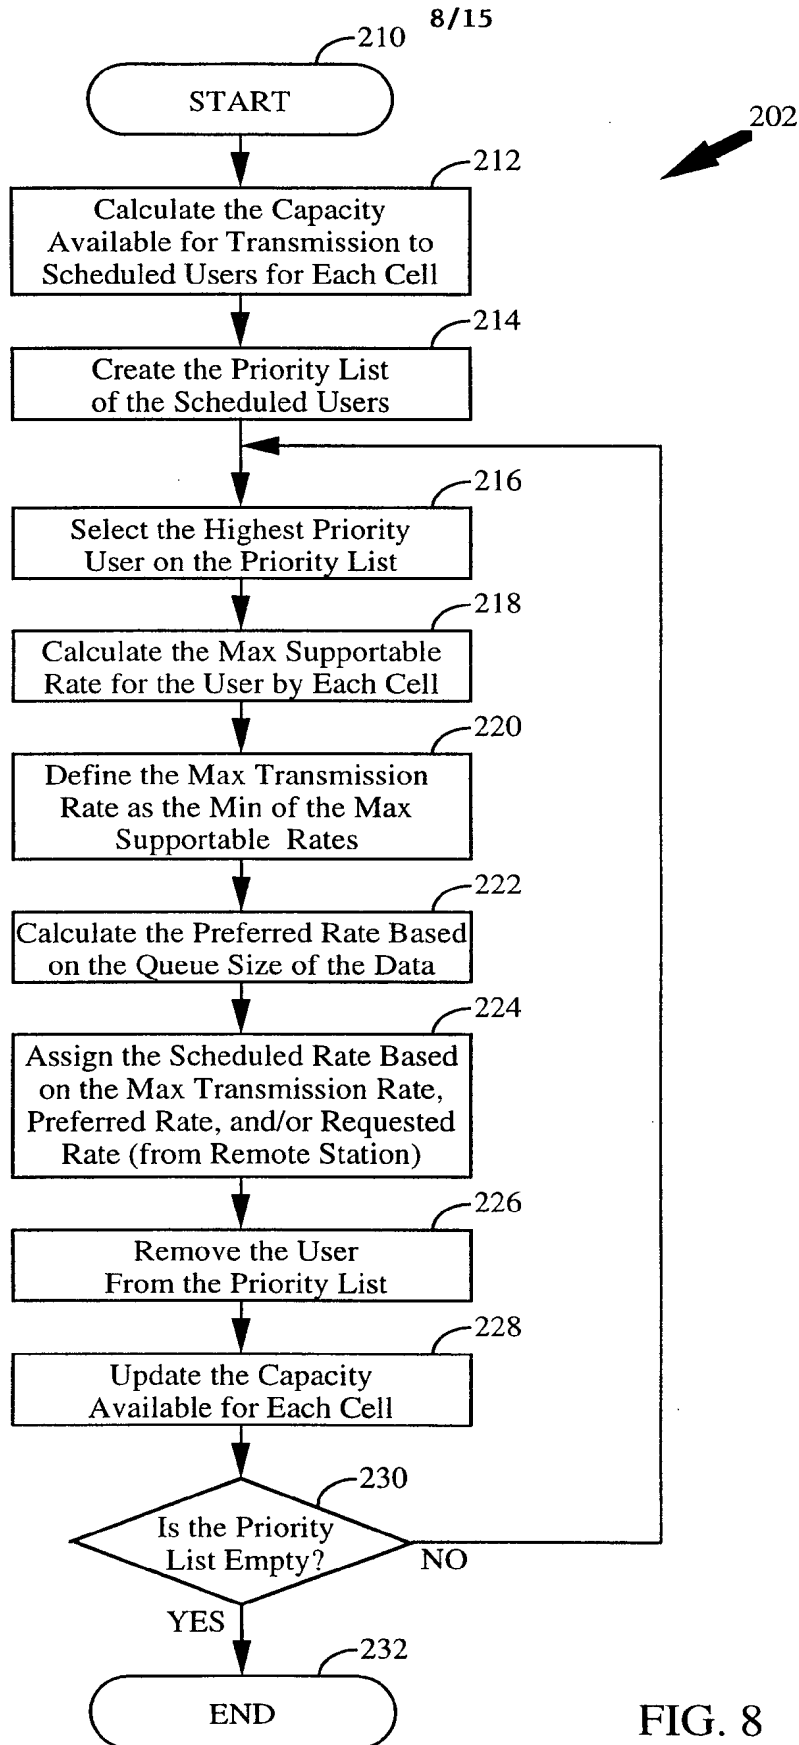 8/15
210
START
202
212
Calculate the Capacity
Available for Transmission to
Scheduled Users for Each Cell
214
Create the Priority List
of the Scheduled Users
216
Select the Highest Priority
User on the Priority List
218
Calculate the Max Supportable
Rate for the User by Each Cell
220
Define the Max Transmission
Rate as the Min of the Max
Supportable Rates
222
Calculate the Preferred Rate Based
on the Queue Size of the Data
224
Assign the Scheduled Rate Based
on the Max Transmission Rate,
Preferred Rate, and/or Requested
Rate (from Remote Station)
226
Remove the User
From the Priority List
228
Update the Capacity
Available for Each Cell
230
Is the Priority
List Empty?
NO
YES
232
END
FIG. 8